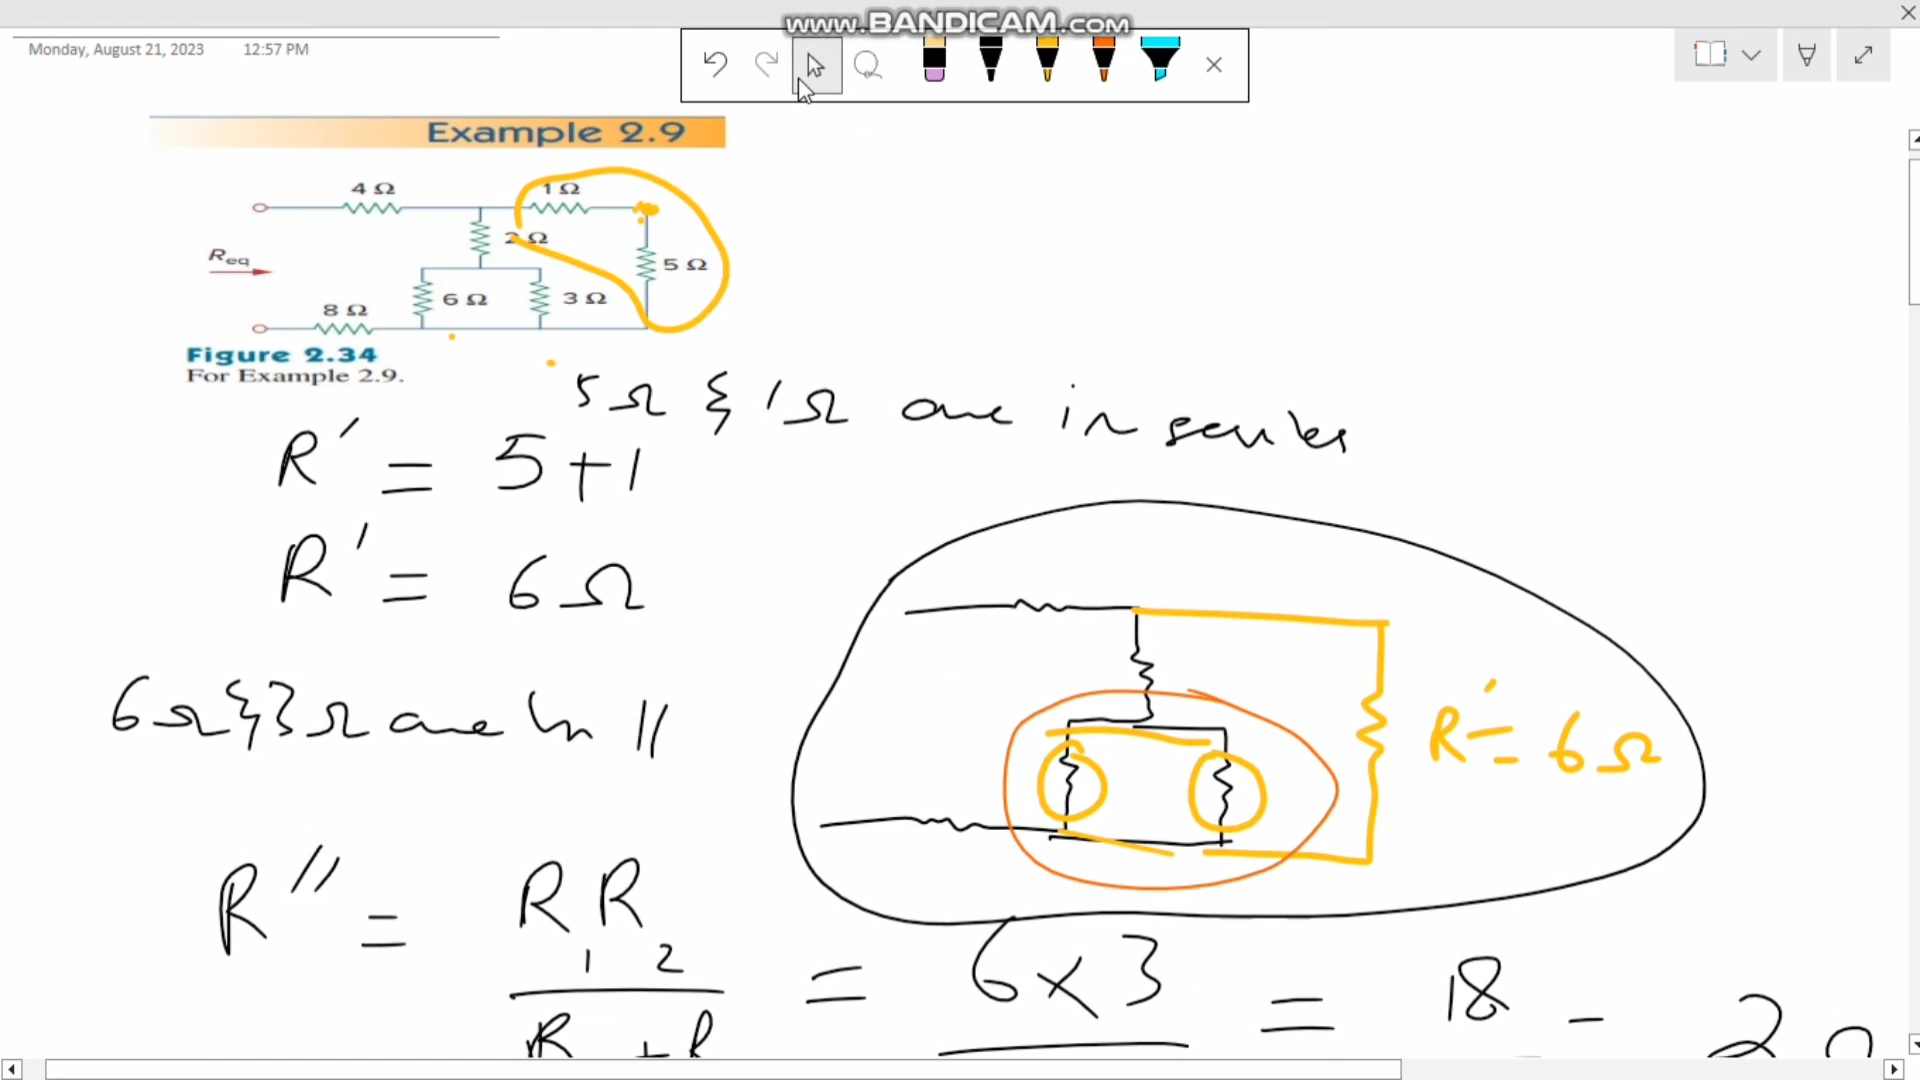 www.BANDICAM.com
Monday, August 21, 2023 12:57 PM
Example 2.9
4 Ω 1 Ω
2 Ω
Req 5 Ω
6 Ω 3 Ω
8 Ω
Figure 2.34
For Example 2.9.
5Ω & 1Ω are in series
R' = 5+1
R' = 6Ω
6Ω & 3Ω are in //
R' = 6Ω
R'' = R1 R2 = 6×3 = 18 = 2Ω
R + R